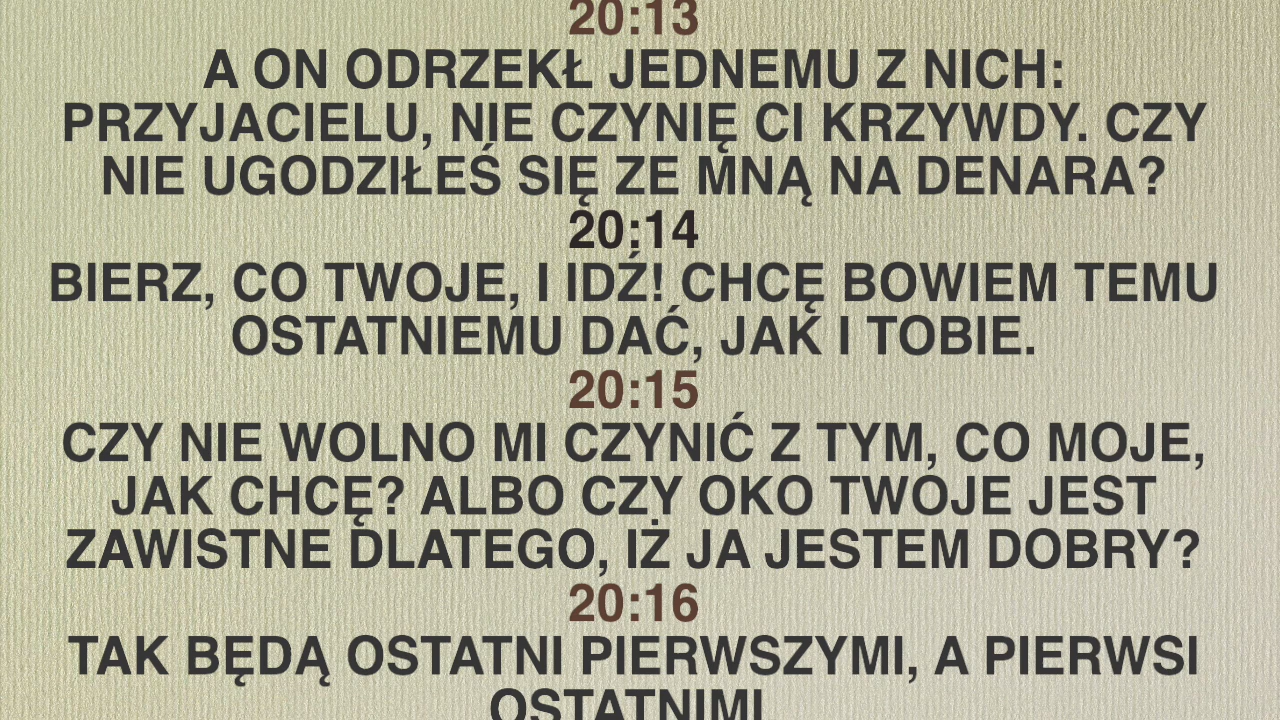 20:13
A ON ODRZEKŁ JEDNEMU Z NICH:
PRZYJACIELU, NIE CZYNIĘ CI KRZYWDY. CZY
NIE UGODZIŁEŚ SIĘ ZE MNĄ NA DENARA?
20:14
BIERZ, CO TWOJE, I IDŹ! CHCĘ BOWIEM TEMU
OSTATNIEMU DAĆ, JAK I TOBIE.
20:15
CZY NIE WOLNO MI CZYNIĆ Z TYM, CO MOJE,
JAK CHCĘ? ALBO CZY OKO TWOJE JEST
ZAWISTNE DLATEGO, IŻ JA JESTEM DOBRY?
20:16
TAK BĘDĄ OSTATNI PIERWSZYMI, A PIERWSI
OSTATNIMI